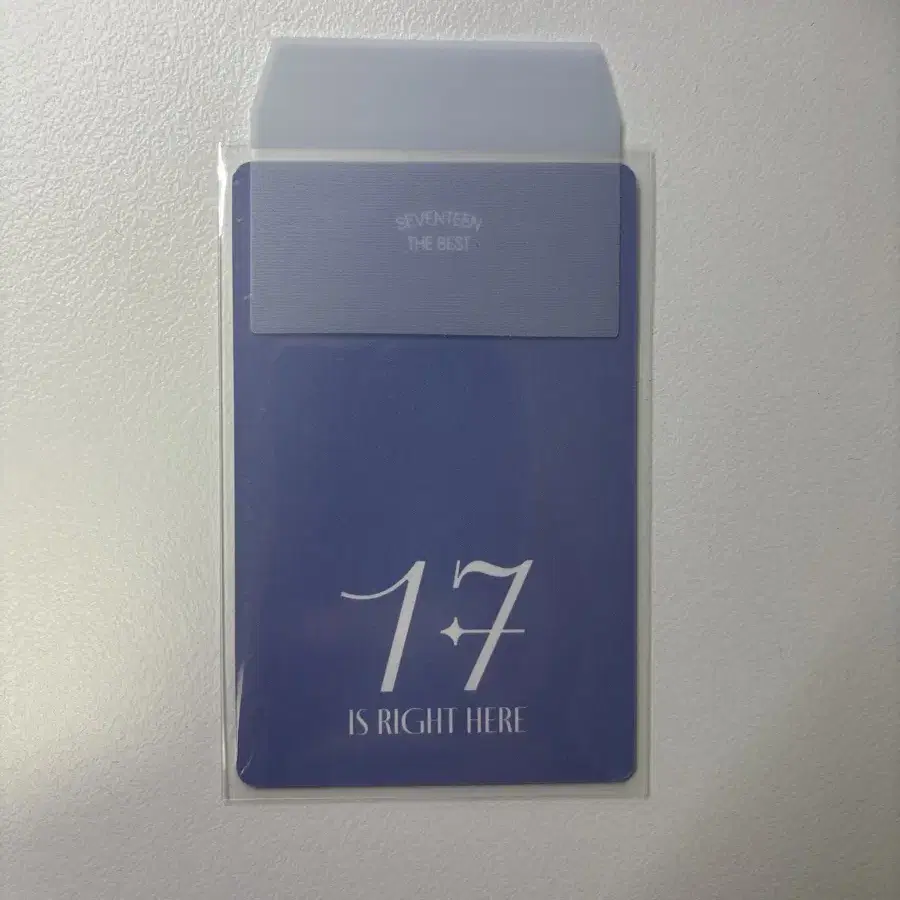 SEVENTEEN
THE BEST
17
IS RIGHT HERE